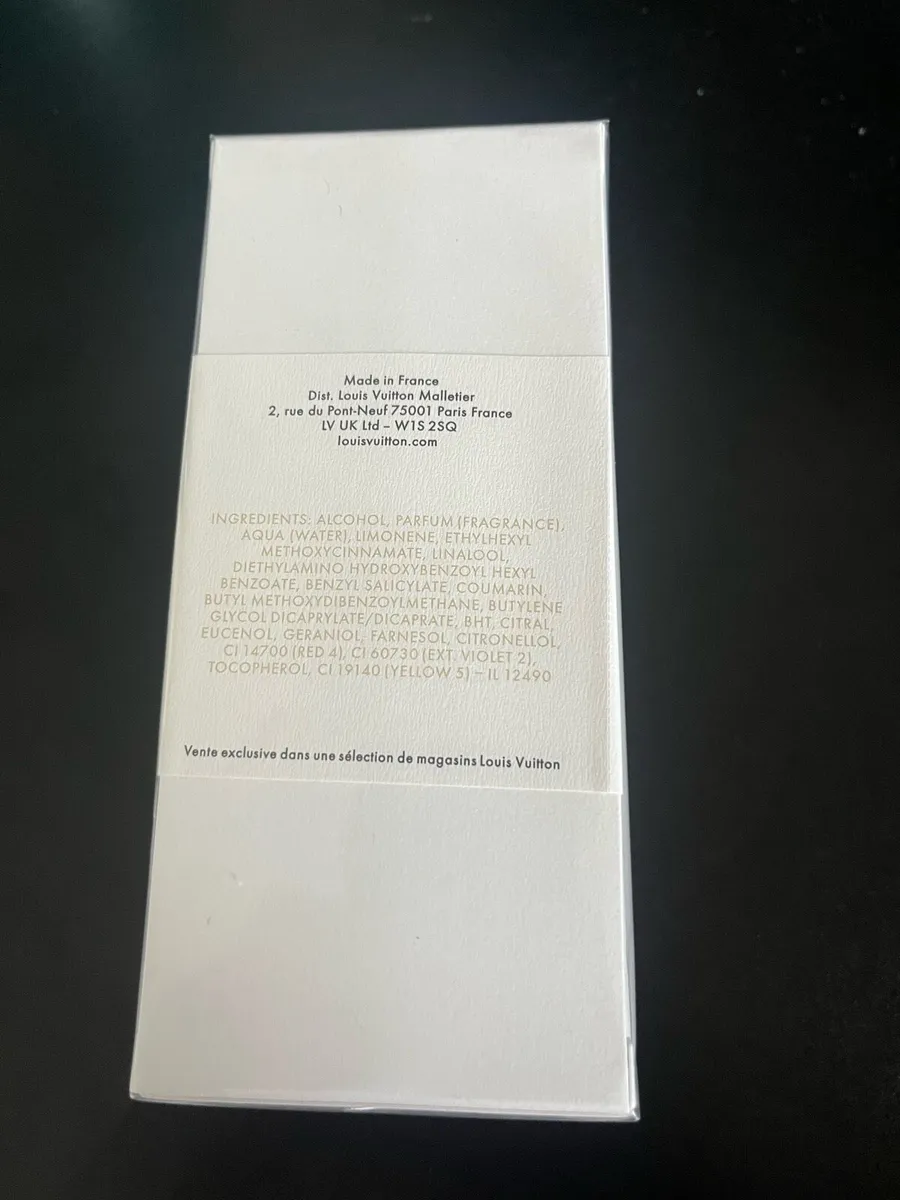 Made in France
Dist. Louis Vuitton Malletier
2, rue du Pont-Neuf 75001 Paris France
LV UK Ltd – W1S 2SQ
louisvuitton.com
INGREDIENTS: ALCOHOL, PARFUM (FRAGRANCE),
AQUA (WATER), LIMONENE, ETHYLHEXYL
METHOXYCINNAMATE, LINALOOL,
DIETHYLAMINO HYDROXYBENZOYL HEXYL
BENZOATE, BENZYL SALICYLATE, COUMARIN,
BUTYL METHOXYDIBENZOYLMETHANE, BUTYLENE
GLYCOL DICAPRYLATE/DICAPRATE, BHT, CITRAL,
EUCENOL, GERANIOL, FARNESOL, CITRONELLOL,
CI 14700 (RED 4), CI 60730 (EXT. VIOLET 2),
TOCOPHEROL, CI 19140 (YELLOW 5) – IL 12490
Vente exclusive dans une sélection de magasins Louis Vuitton